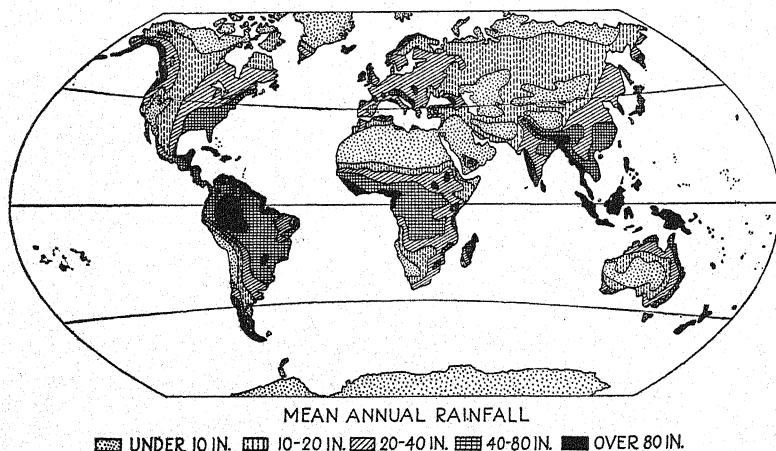 MEAN ANNUAL RAINFALL
UNDER 10 IN. 10-20 IN. 20-40 IN. 40-80 IN. OVER 80 IN.